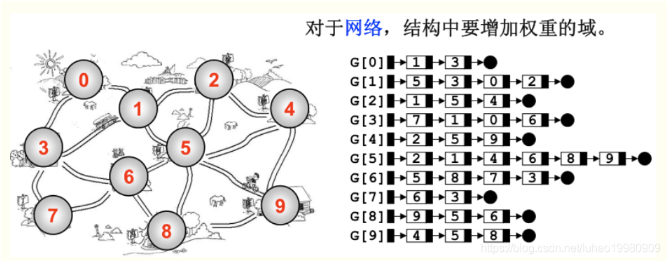 对于网络，结构中要增加权重的域。
0
2
1
4
3
5
6
7
9
8
G[0] 1 3
G[1] 5 3 0 2
G[2] 1 5 4
G[3] 7 1 0 6
G[4] 2 5 9
G[5] 2 1 4 6 8 9
G[6] 5 8 7 3
G[7] 6 3
G[8] 9 5 6
G[9] 4 5 8
https://blog.csdn.net/luhao19980909